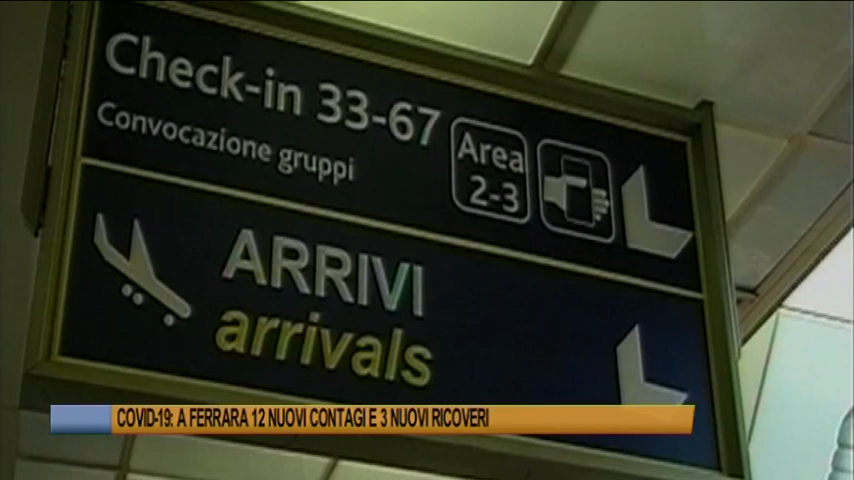 Check-in 33-67
Convocazione gruppi
Area
2-3
ARRIVI
arrivals
COVID-19: A FERRARA 12 NUOVI CONTAGI E 3 NUOVI RICOVERI